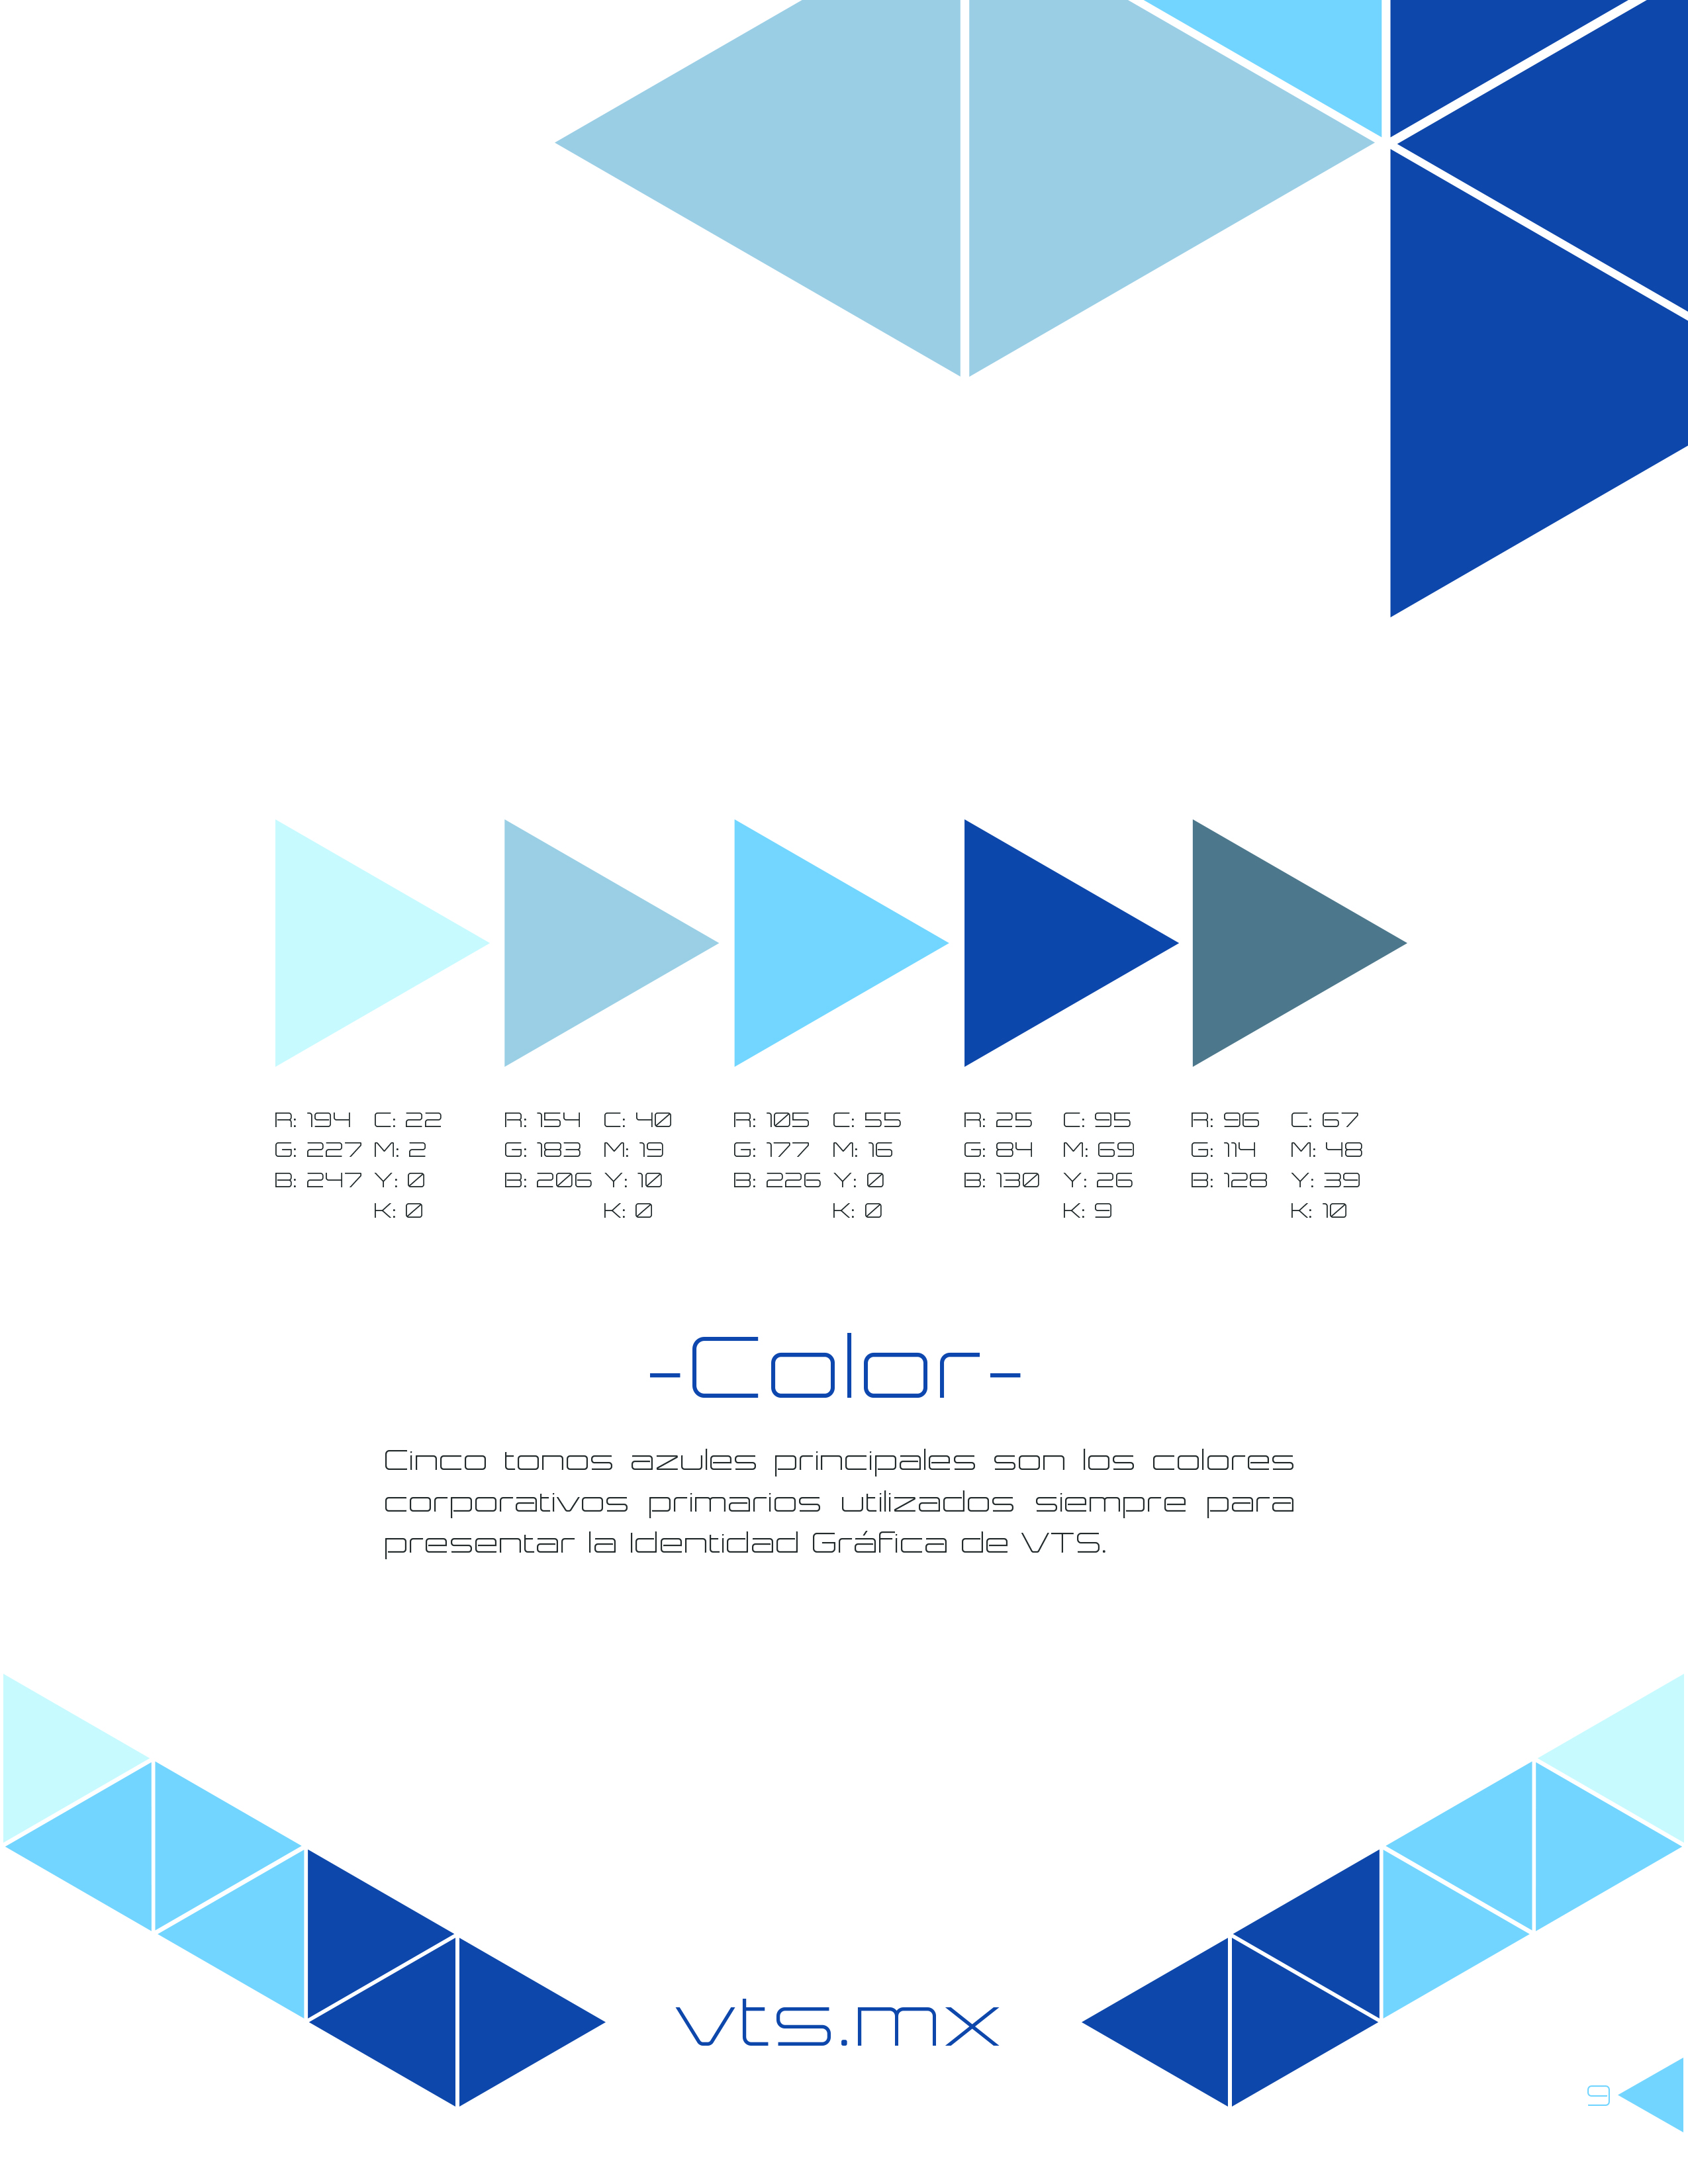 R: 194 C: 22
G: 227 M: 2
B: 247 Y: 0
K: 0
R: 154 C: 40
G: 183 M: 19
B: 206 Y: 10
K: 0
R: 105 C: 55
G: 177 M: 16
B: 226 Y: 0
K: 0
R: 25 C: 95
G: 84 M: 69
B: 130 Y: 26
K: 9
R: 96 C: 67
G: 114 M: 48
B: 128 Y: 39
K: 10
-Color-
Cinco tonos azules principales son los colores
corporativos primarios utilizados siempre para
presentar la Identidad Gráfica de VTS.
vts.mx
9